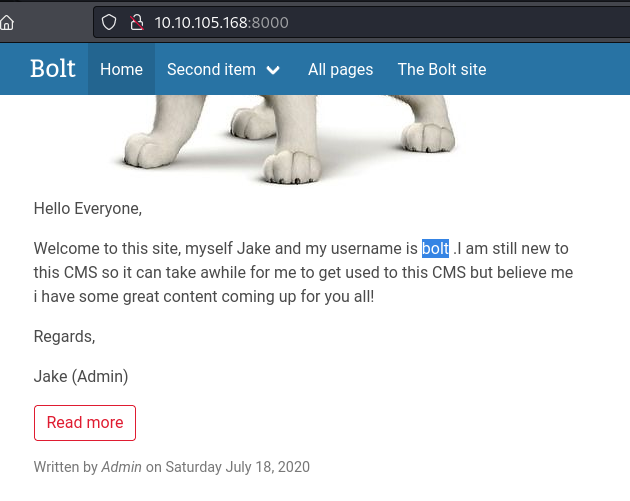 10.10.105.168:8000
Bolt Home Second item All pages The Bolt site
Hello Everyone,
Welcome to this site, myself Jake and my username is bolt .I am still new to
this CMS so it can take awhile for me to get used to this CMS but believe me
i have some great content coming up for you all!
Regards,
Jake (Admin)
Read more
Written by Admin on Saturday July 18, 2020